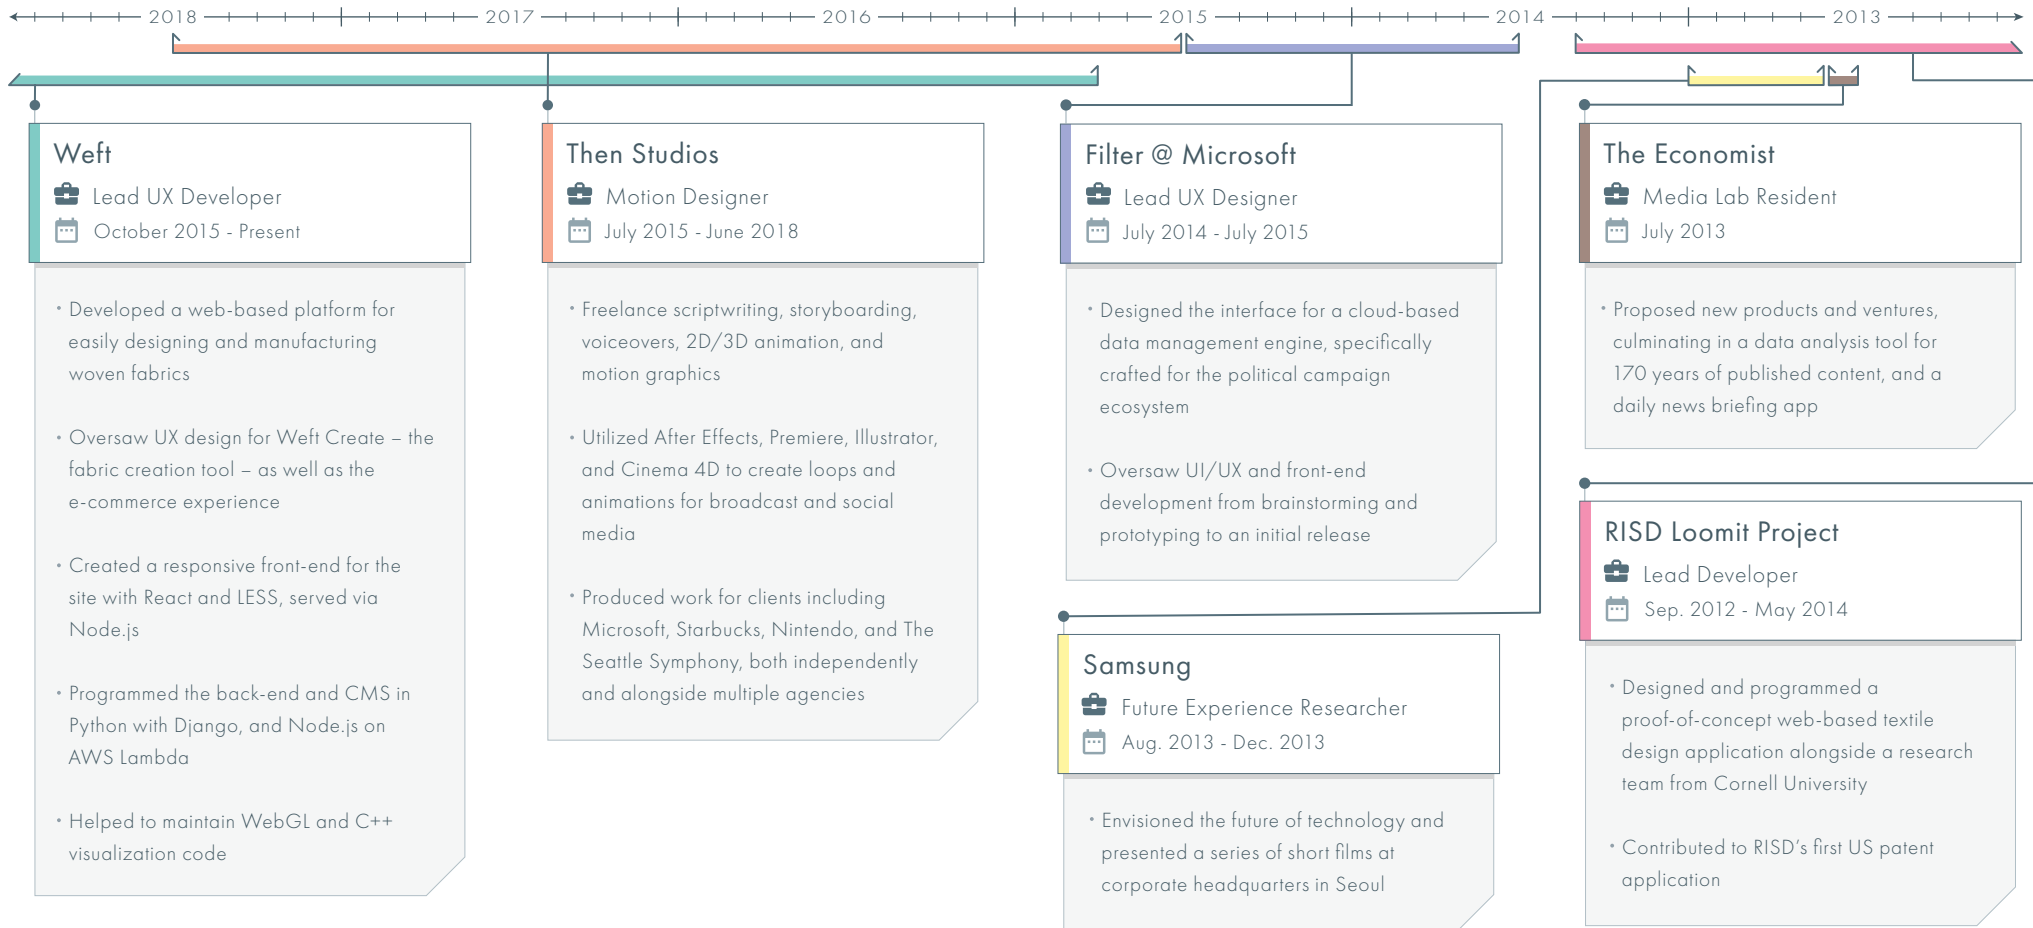 2018 2017 2016 2015 2014 2013
Weft
Lead UX Developer
October 2015 - Present
• Developed a web-based platform for
easily designing and manufacturing
woven fabrics
• Oversaw UX design for Weft Create – the
fabric creation tool – as well as the
e-commerce experience
• Created a responsive front-end for the
site with React and LESS, served via
Node.js
• Programmed the back-end and CMS in
Python with Django, and Node.js on
AWS Lambda
• Helped to maintain WebGL and C++
visualization code
Then Studios
Motion Designer
July 2015 - June 2018
• Freelance scriptwriting, storyboarding,
voiceovers, 2D/3D animation, and
motion graphics
• Utilized After Effects, Premiere, Illustrator,
and Cinema 4D to create loops and
animations for broadcast and social
media
• Produced work for clients including
Microsoft, Starbucks, Nintendo, and The
Seattle Symphony, both independently
and alongside multiple agencies
Filter @ Microsoft
Lead UX Designer
July 2014 - July 2015
• Designed the interface for a cloud-based
data management engine, specifically
crafted for the political campaign
ecosystem
• Oversaw UI/UX and front-end
development from brainstorming and
prototyping to an initial release
Samsung
Future Experience Researcher
Aug. 2013 - Dec. 2013
• Envisioned the future of technology and
presented a series of short films at
corporate headquarters in Seoul
The Economist
Media Lab Resident
July 2013
• Proposed new products and ventures,
culminating in a data analysis tool for
170 years of published content, and a
daily news briefing app
RISD Loomit Project
Lead Developer
Sep. 2012 - May 2014
• Designed and programmed a
proof-of-concept web-based textile
design application alongside a research
team from Cornell University
• Contributed to RISD's first US patent
application